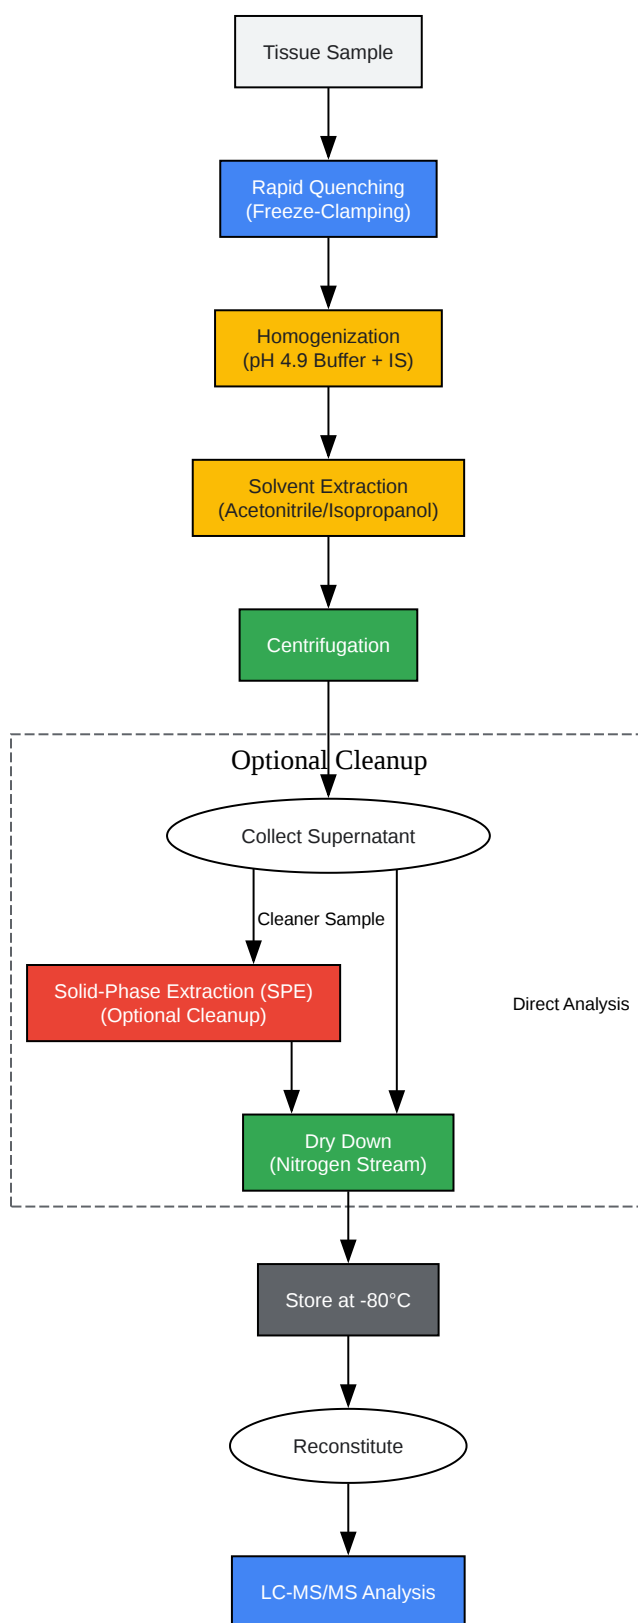 Tissue Sample
Rapid Quenching
(Freeze-Clamping)
Homogenization
(pH 4.9 Buffer + IS)
Solvent Extraction
(Acetonitrile/Isopropanol)
Centrifugation
Optional Cleanup
Collect Supernatant
Cleaner Sample
Solid-Phase Extraction (SPE)
(Optional Cleanup)
Direct Analysis
Dry Down
(Nitrogen Stream)
Store at -80°C
Reconstitute
LC-MS/MS Analysis